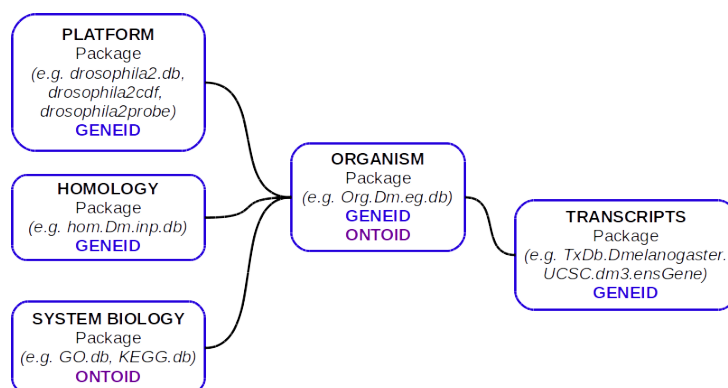 PLATFORM
Package
(e.g. drosophila2.db,
drosophila2cdf,
drosophila2probe)
GENEID
HOMOLOGY
Package
(e.g. hom.Dm.inp.db)
GENEID
SYSTEM BIOLOGY
Package
(e.g. GO.db, KEGG.db)
ONTOID
ORGANISM
Package
(e.g. Org.Dm.eg.db)
GENEID
ONTOID
TRANSCRIPTS
Package
(e.g. TxDb.Dmelanogaster.
UCSC.dm3.ensGene)
GENEID